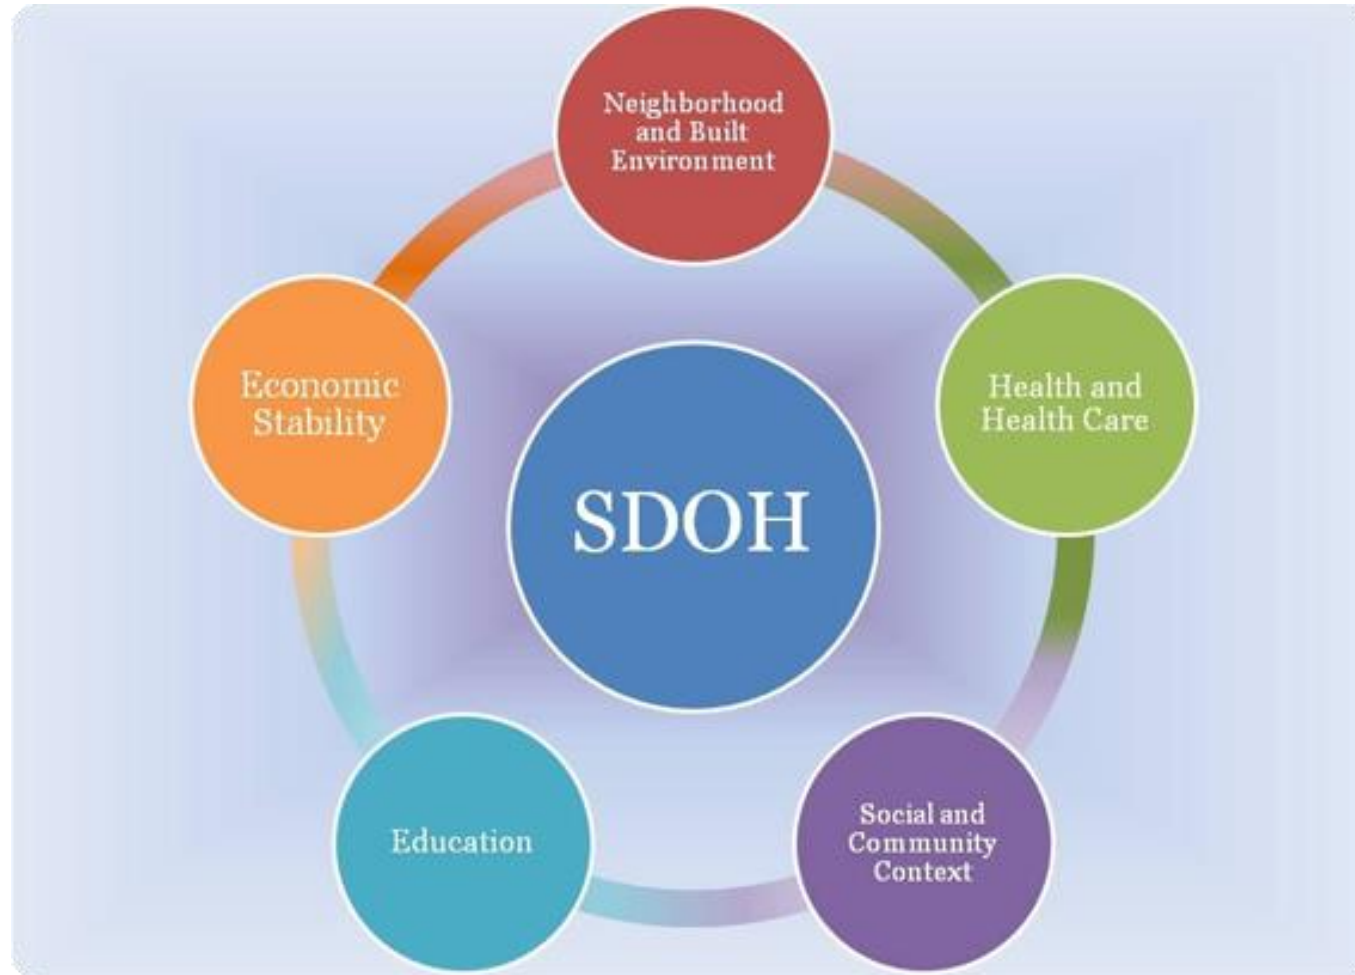 Neighborhood
and Built
Environment
Economic
Stability
Health and
Health Care
SDOH
Education
Social and
Community
Context